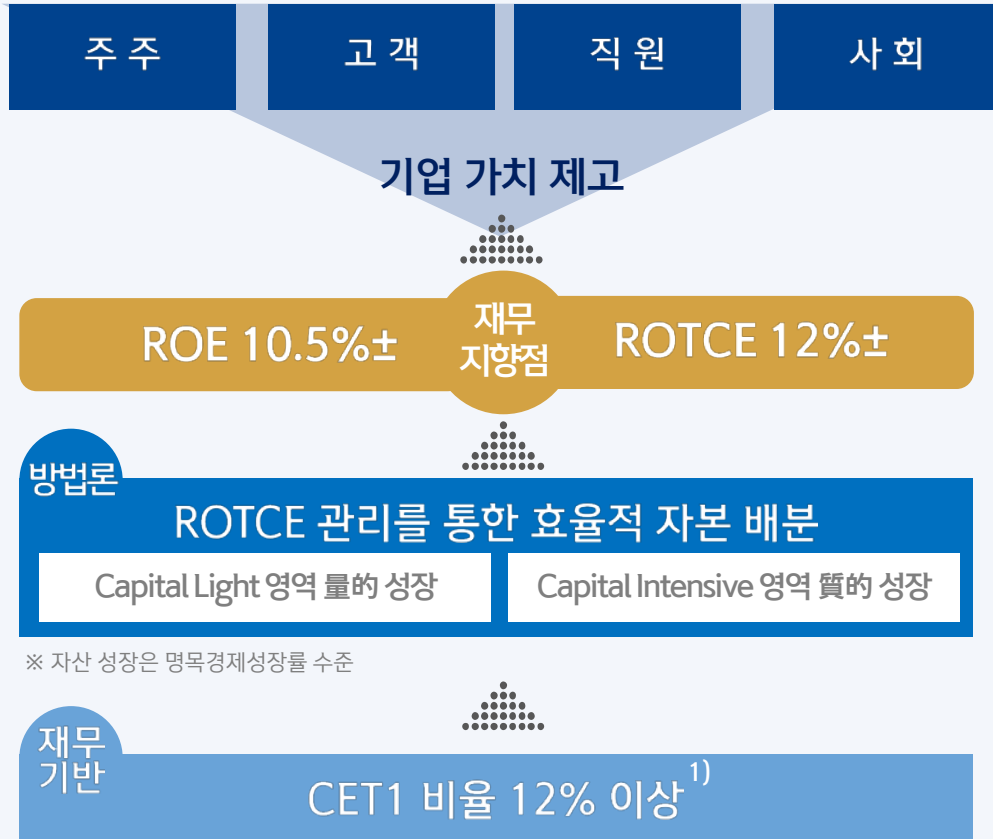 주 주
고 객
직 원
사 회
기업 가치 제고
ROE 10.5%±
재무
지향점
ROTCE 12%±
방법론
ROTCE 관리를 통한 효율적 자본 배분
Capital Light 영역 量的 성장
Capital Intensive 영역 質的 성장
※ 자산 성장은 명목경제성장률 수준
재무
기반
CET1 비율 12% 이상1)